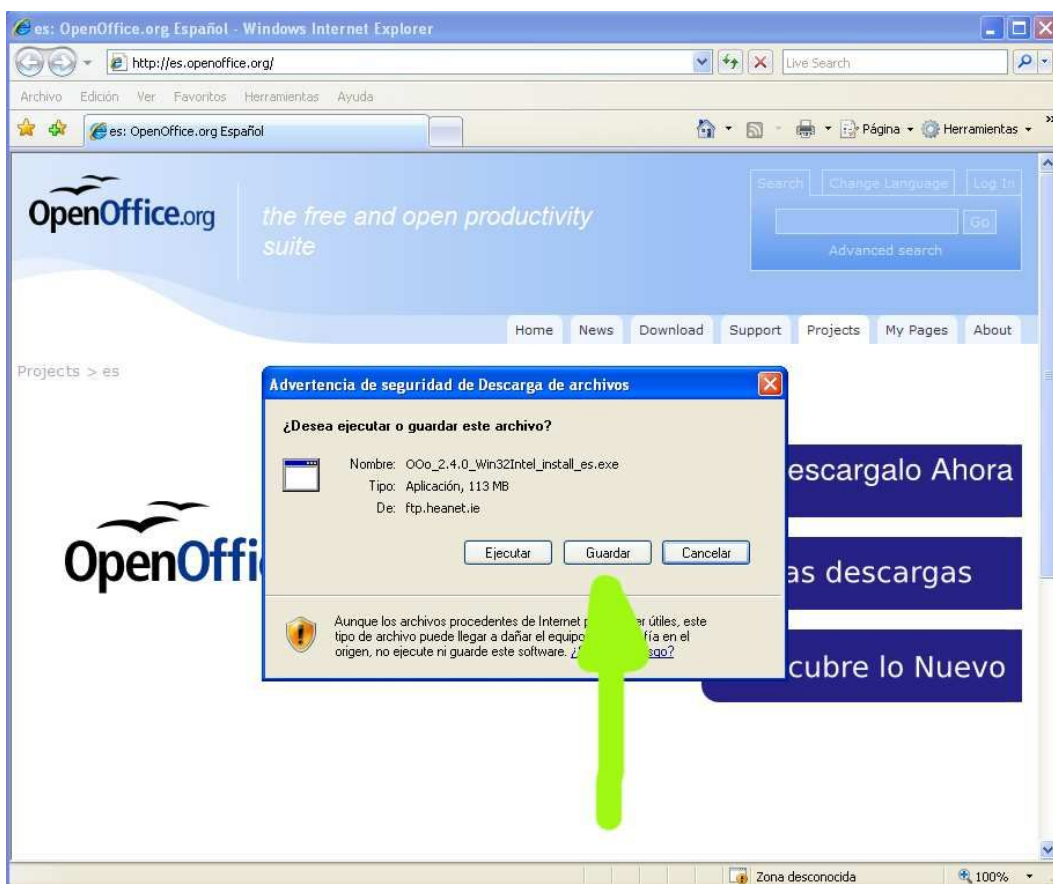 es: OpenOffice.org Español - Windows Internet Explorer
http://es.openoffice.org/
Live Search
Archivo Edición Ver Favoritos Herramientas Ayuda
es: OpenOffice.org Español
Página
Herramientas
OpenOffice.org
the free and open productivity
suite
Search Change Language Log In
Go
Advanced search
Home News Download Support Projects My Pages About
Projects > es
Advertencia de seguridad de Descarga de archivos
¿Desea ejecutar o guardar este archivo?
Nombre: OOo_2.4.0_Win32Intel_install_es.exe
Tipo: Aplicación, 113 MB
De: ftp.heanet.ie
Ejecutar Guardar Cancelar
Aunque los archivos procedentes de Internet p er útiles, este
tipo de archivo puede llegar a dañar el equipo fía en el
origen, no ejecute ni guarde este software. sgo?
OpenOffi
escargalo Ahora
as descargas
cubre lo Nuevo
Zona desconocida
100%